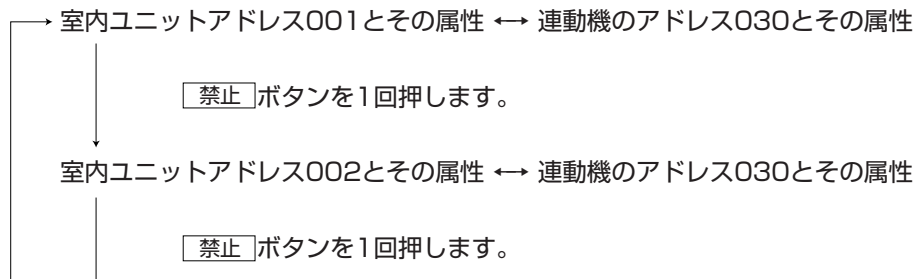 室内ユニットアドレス001とその属性 ←→ 連動機のアドレス030とその属性
禁止 ボタンを1回押します。
室内ユニットアドレス002とその属性 ←→ 連動機のアドレス030とその属性
禁止 ボタンを1回押します。